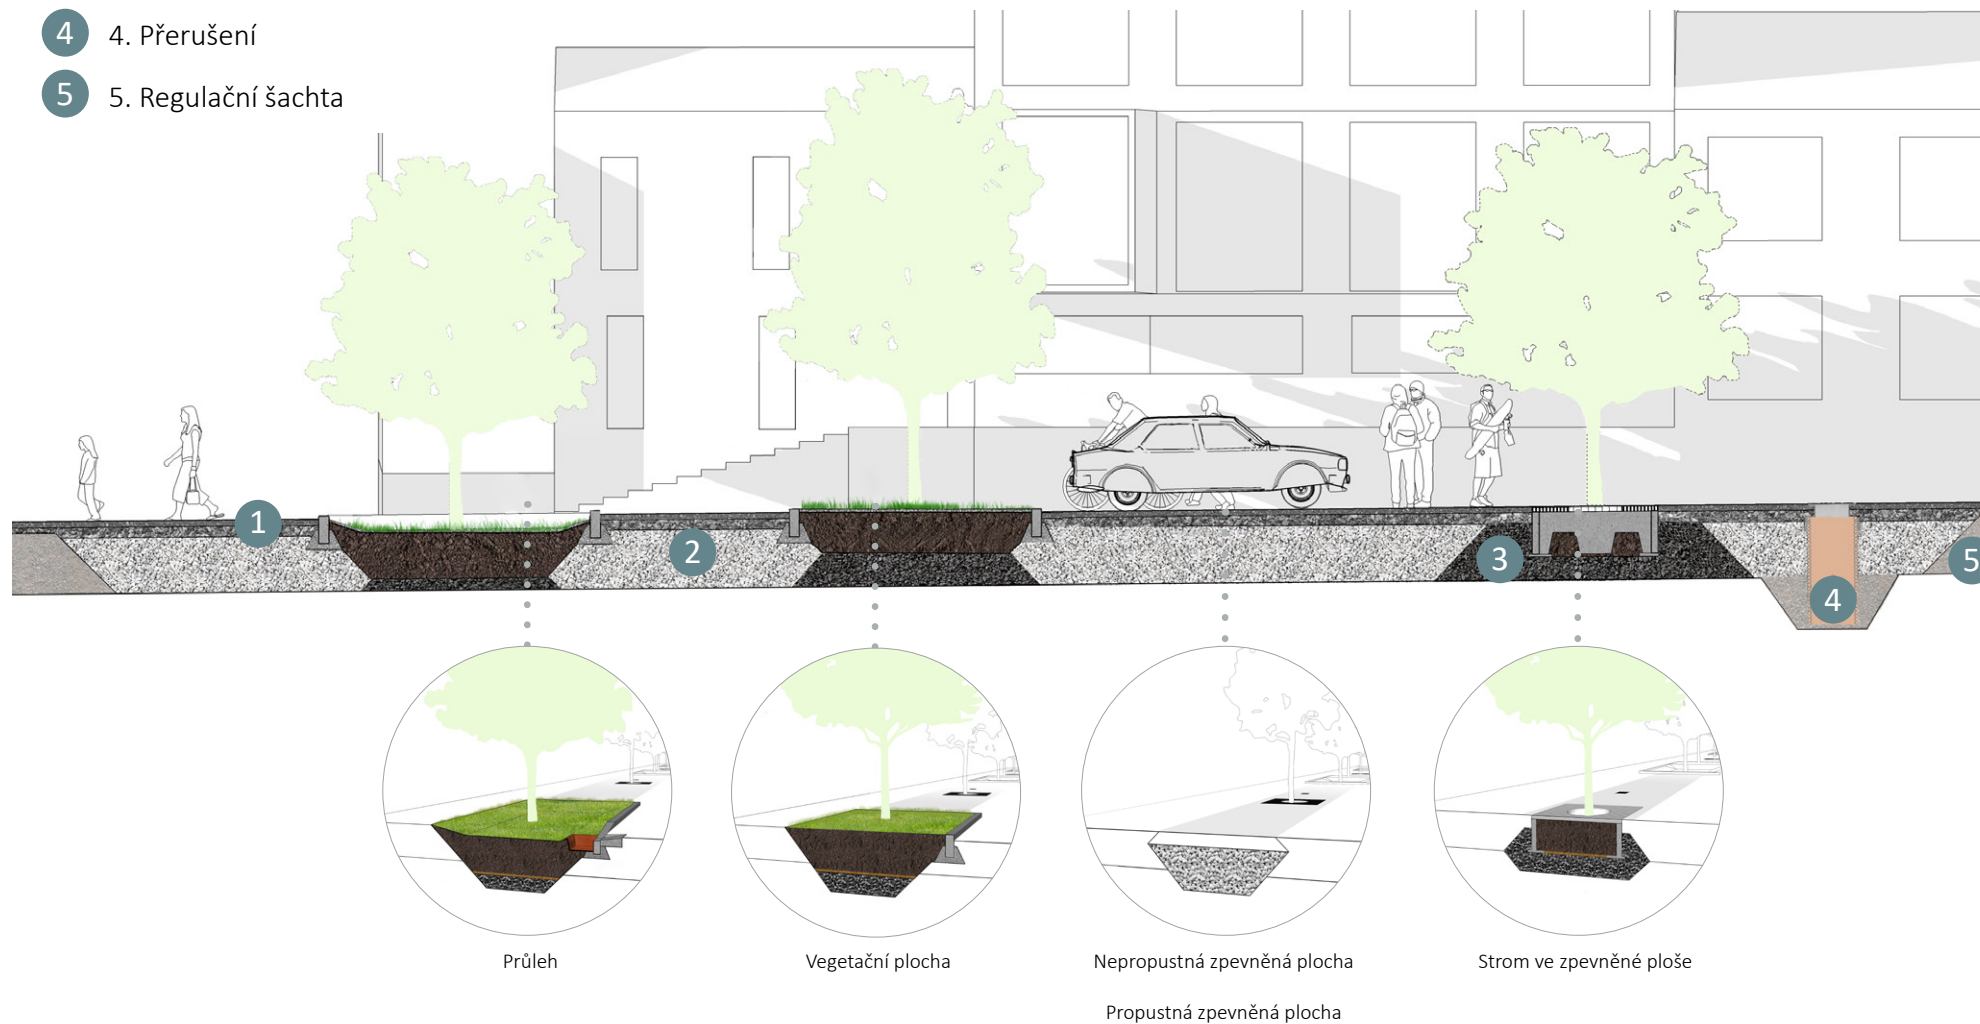 4 4. Přerušení
5 5. Regulační šachta
1
2
3
4
5
Průleh
Vegetační plocha
Nepropustná zpevněná plocha
Strom ve zpevněné ploše
Propustná zpevněná plocha